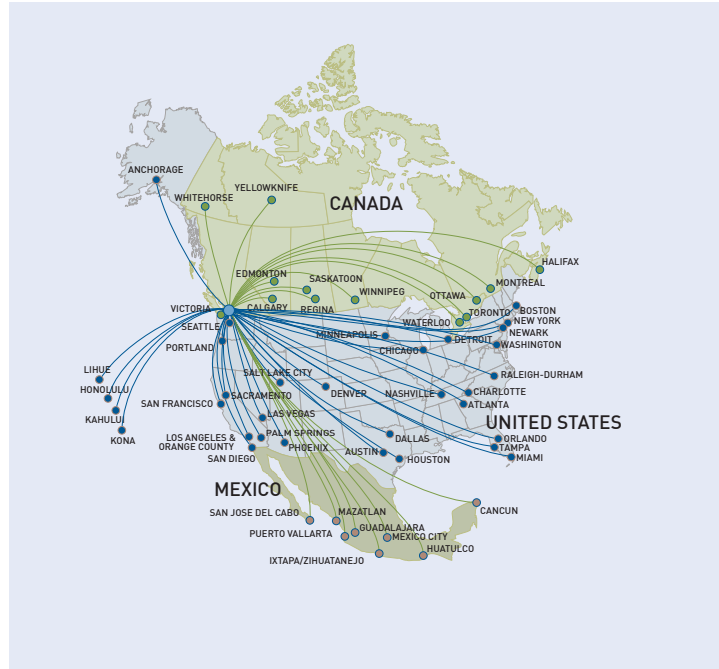 ANCHORAGE
YELLOWKNIFE
WHITEHORSE
CANADA
HALIFAX
EDMONTON
SASKATOON
MONTREAL
WINNIPEG
OTTAWA
VICTORIA
CALGARY
REGINA
TORONTO
BOSTON
SEATTLE
WATERLOO
NEW YORK
MINNEAPOLIS
NEWARK
PORTLAND
DETROIT
WASHINGTON
CHICAGO
LIHUE
SALT LAKE CITY
RALEIGH-DURHAM
HONOLULU
SACRAMENTO
DENVER
NASHVILLE
CHARLOTTE
SAN FRANCISCO
ATLANTA
KAHULUI
LAS VEGAS
UNITED STATES
KONA
LOS ANGELES &
ORANGE COUNTY
PALM SPRINGS
DALLAS
ORLANDO
PHOENIX
TAMPA
SAN DIEGO
AUSTIN
HOUSTON
MIAMI
MEXICO
SAN JOSE DEL CABO
MAZATLAN
CANCUN
PUERTO VALLARTA
GUADALAJARA
MEXICO CITY
HUATULCO
IXTAPA/ZIHUATANEJO